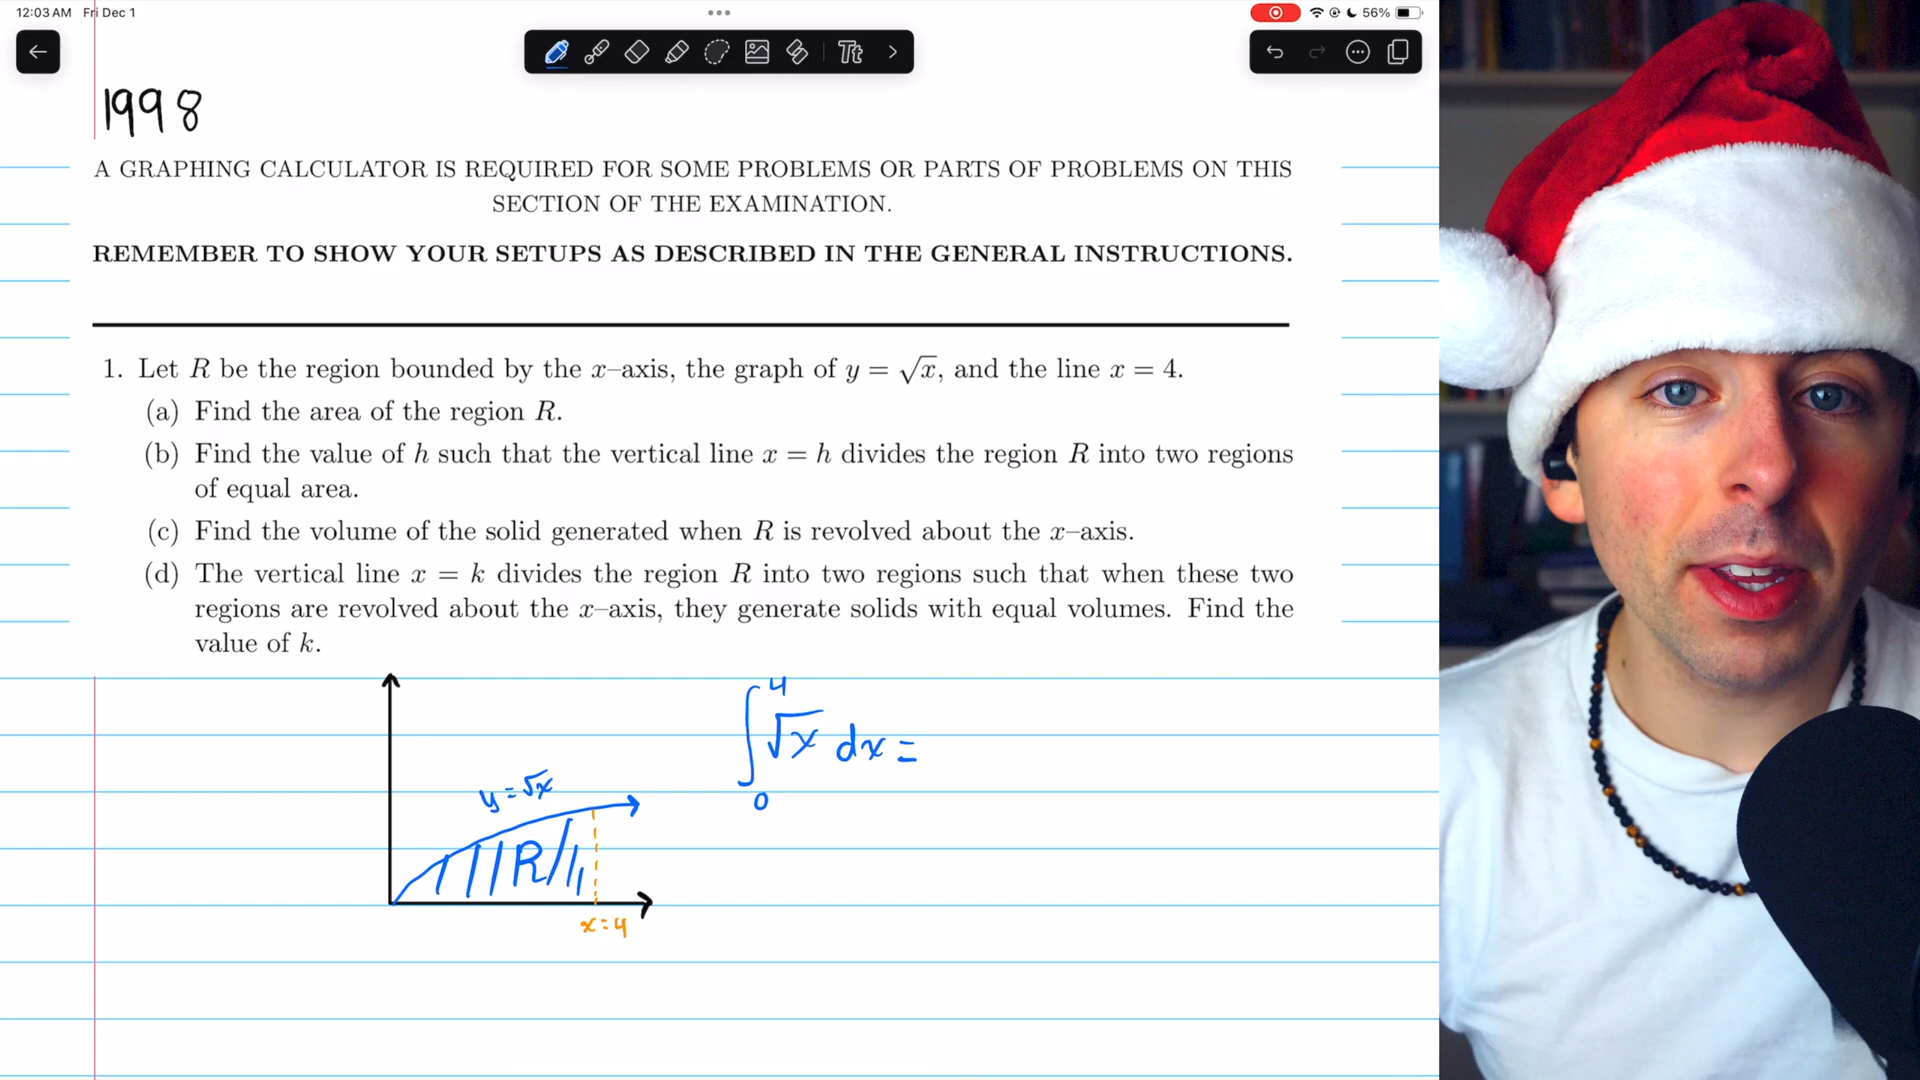 12:03 AM Fri Dec 1
56%
Tt
1998
A GRAPHING CALCULATOR IS REQUIRED FOR SOME PROBLEMS OR PARTS OF PROBLEMS ON THIS
SECTION OF THE EXAMINATION.
REMEMBER TO SHOW YOUR SETUPS AS DESCRIBED IN THE GENERAL INSTRUCTIONS.
1. Let R be the region bounded by the x–axis, the graph of y = √x, and the line x = 4.
(a) Find the area of the region R.
(b) Find the value of h such that the vertical line x = h divides the region R into two regions
of equal area.
(c) Find the volume of the solid generated when R is revolved about the x–axis.
(d) The vertical line x = k divides the region R into two regions such that when these two
regions are revolved about the x–axis, they generate solids with equal volumes. Find the
value of k.
∫₀⁴ √x dx =
y = √x
R
x = 4